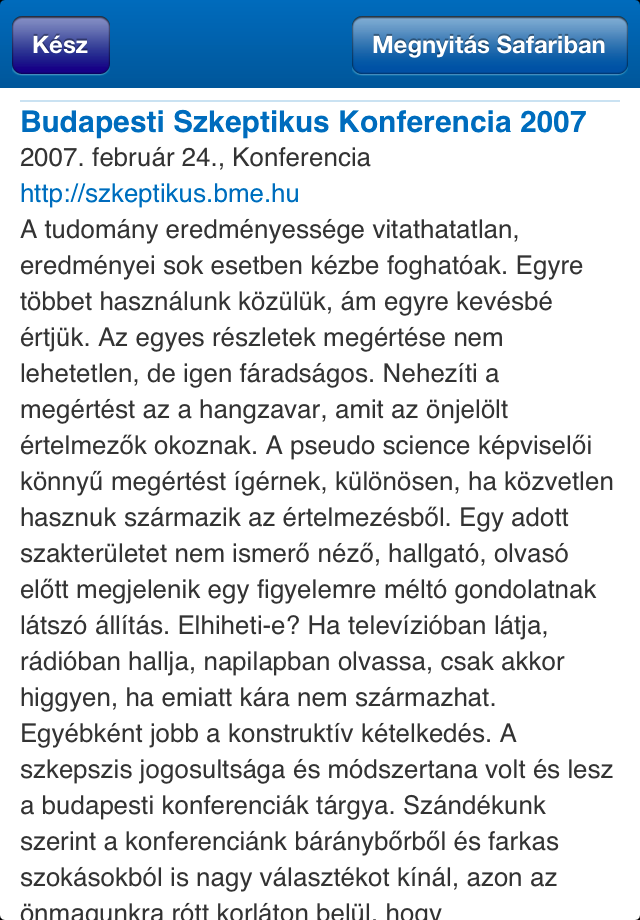 Kész
Megnyitás Safariban
Budapesti Szkeptikus Konferencia 2007
2007. február 24., Konferencia
http://szkeptikus.bme.hu
A tudomány eredményessége vitathatatlan,
eredményei sok esetben kézbe foghatóak. Egyre
többet használunk közülük, ám egyre kevésbé
értjük. Az egyes részletek megértése nem
lehetetlen, de igen fáradságos. Nehezíti a
megértést az a hangzavar, amit az önjelölt
értelmezők okoznak. A pseudo science képviselői
könnyű megértést ígérnek, különösen, ha közvetlen
hasznuk származik az értelmezésből. Egy adott
szakterületet nem ismerő néző, hallgató, olvasó
előtt megjelenik egy figyelemre méltó gondolatnak
látszó állítás. Elhiheti-e? Ha televízióban látja,
rádióban hallja, napilapban olvassa, csak akkor
higgyen, ha emiatt kára nem származhat.
Egyébként jobb a konstruktív kételkedés. A
szkepszis jogosultsága és módszertana volt és lesz
a budapesti konferenciák tárgya. Szándékunk
szerint a konferenciánk báránybőrből és farkas
szokásokból is nagy választékot kínál, azon az
önmagunkra rótt korláton belül, hogy